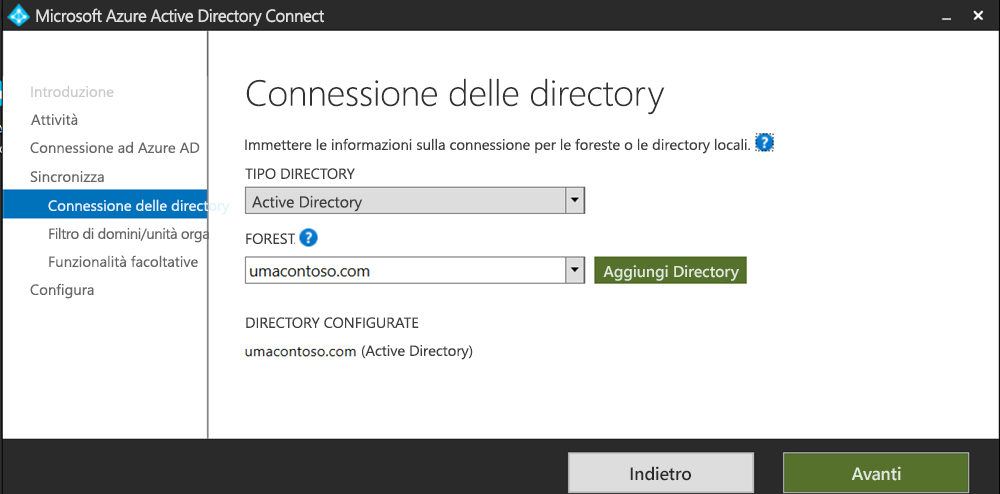 Microsoft Azure Active Directory Connect
Introduzione
Attività
Connessione ad Azure AD
Sincronizza
Connessione delle directory
Filtro di domini/unità orga
Funzionalità facoltative
Configura
Connessione delle directory
Immettere le informazioni sulla connessione per le foreste o le directory locali. ?
TIPO DIRECTORY
Active Directory
FOREST ?
umacontoso.com
Aggiungi Directory
DIRECTORY CONFIGURATE
umacontoso.com (Active Directory)
Indietro
Avanti